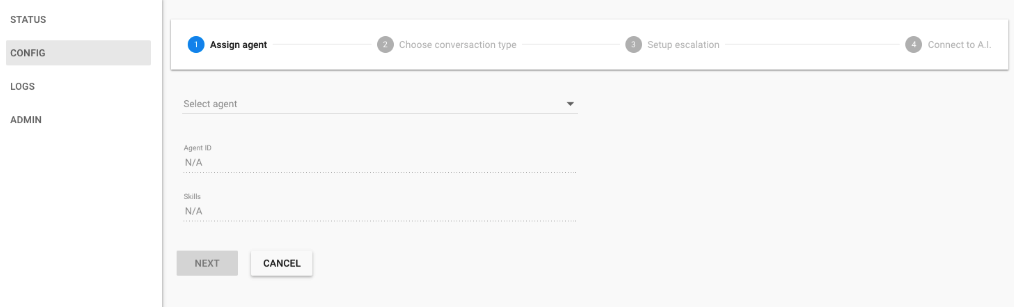 STATUS
CONFIG
LOGS
ADMIN
1 Assign agent 2 Choose conversaction type 3 Setup escalation 4 Connect to A.I.
Select agent
Agent ID
N/A
Skills
N/A
NEXT CANCEL